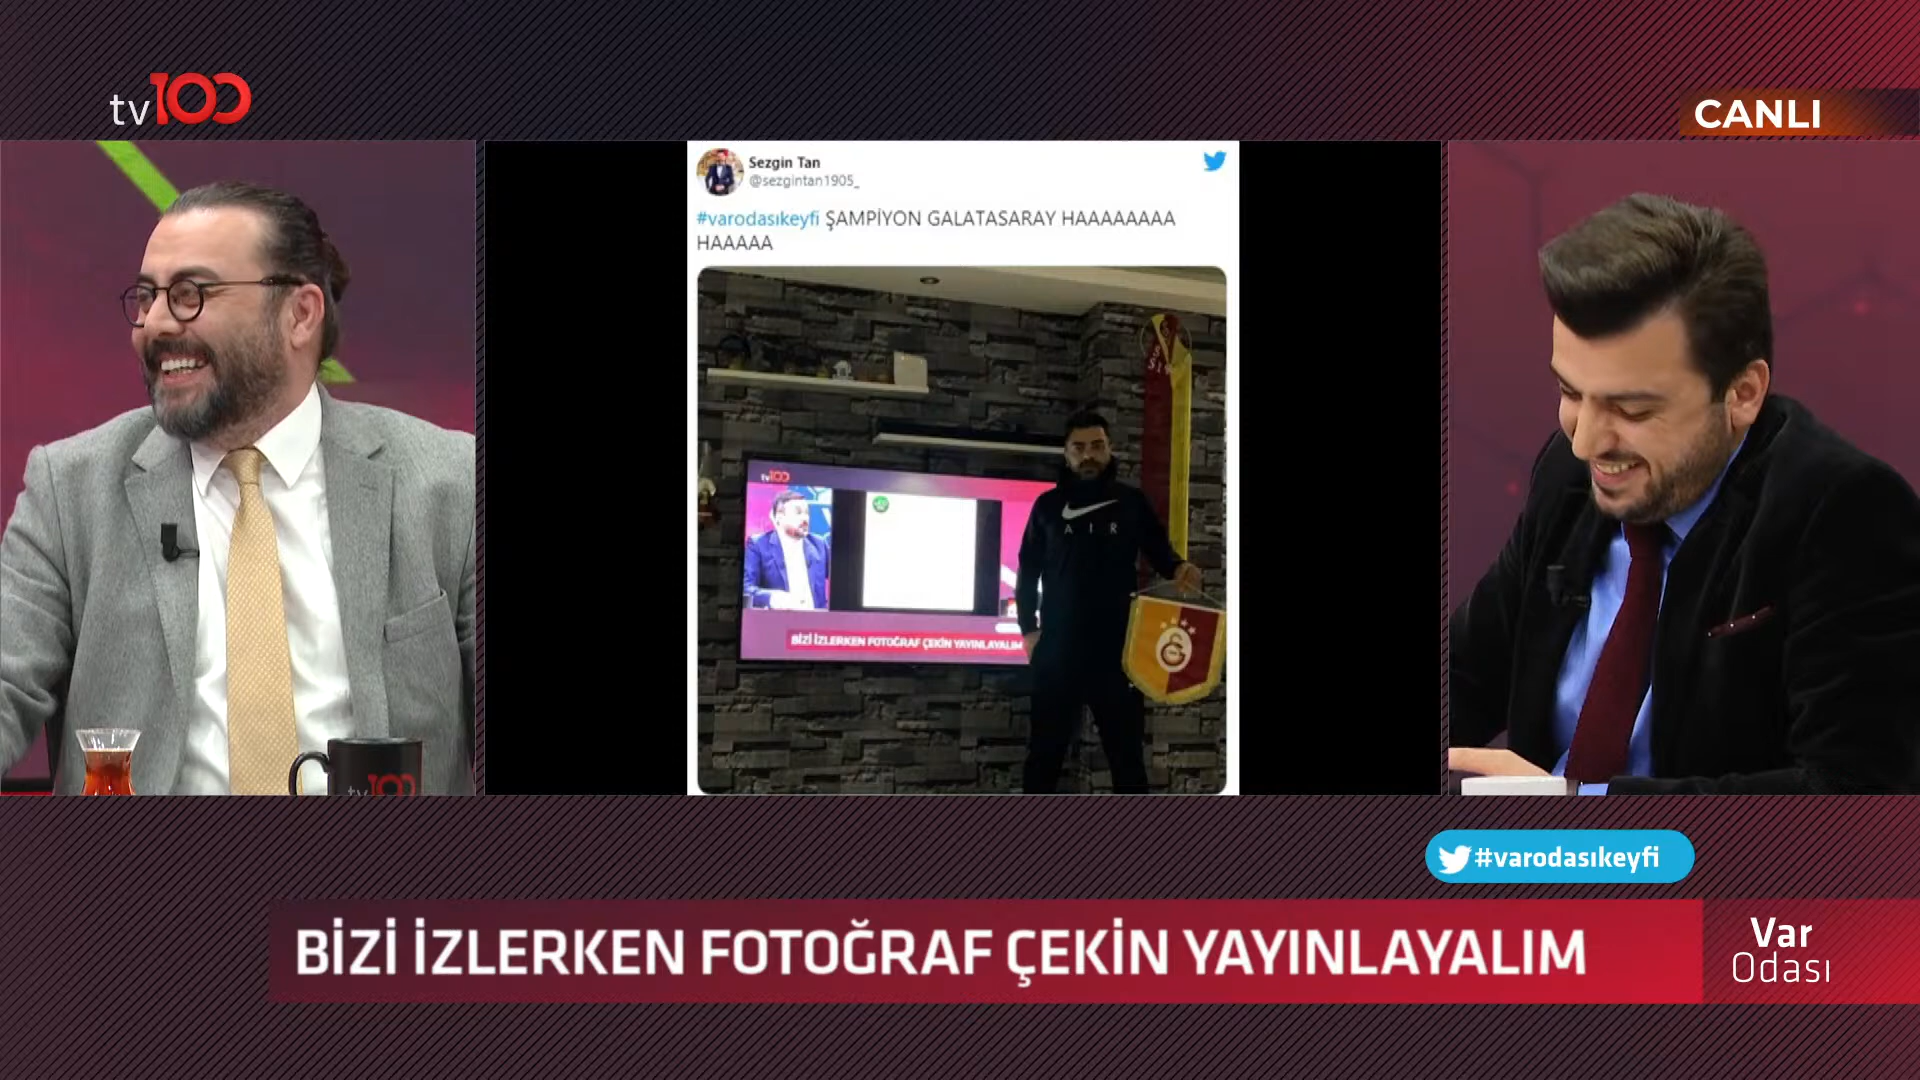 tv100
CANLI
Sezgin Tan
@sezgintan1905_
#varodasıkeyfi ŞAMPİYON GALATASARAY HAAAAAAAA
HAAAAA
tv100
AIR
BİZİ İZLERKEN FOTOĞRAF ÇEKİN YAYINLAYALIM
tv100
#varodasıkeyfi
BİZİ İZLERKEN FOTOĞRAF ÇEKİN YAYINLAYALIM
Var
Odası